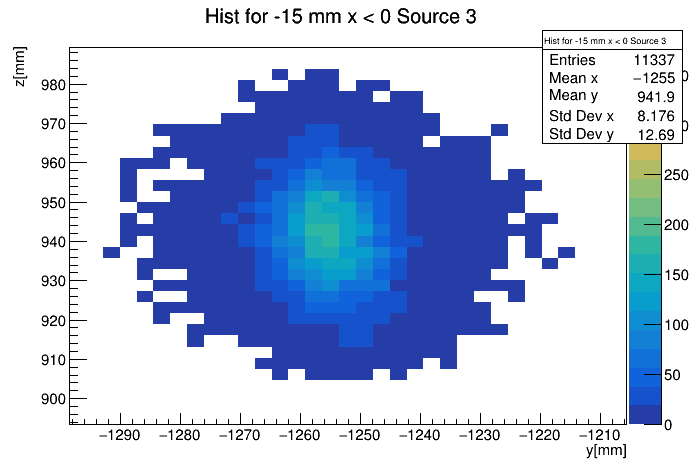 Hist for -15 mm x < 0 Source 3
Hist for -15 mm x < 0 Source 3
Entries 11337
Mean x −1255
Mean y 941.9
Std Dev x 8.176
Std Dev y 12.69
z[mm]
980
970
960
950
940
930
920
910
900
−1290 −1280 −1270 −1260 −1250 −1240 −1230 −1220 −1210
y[mm]
250
200
150
100
50
0